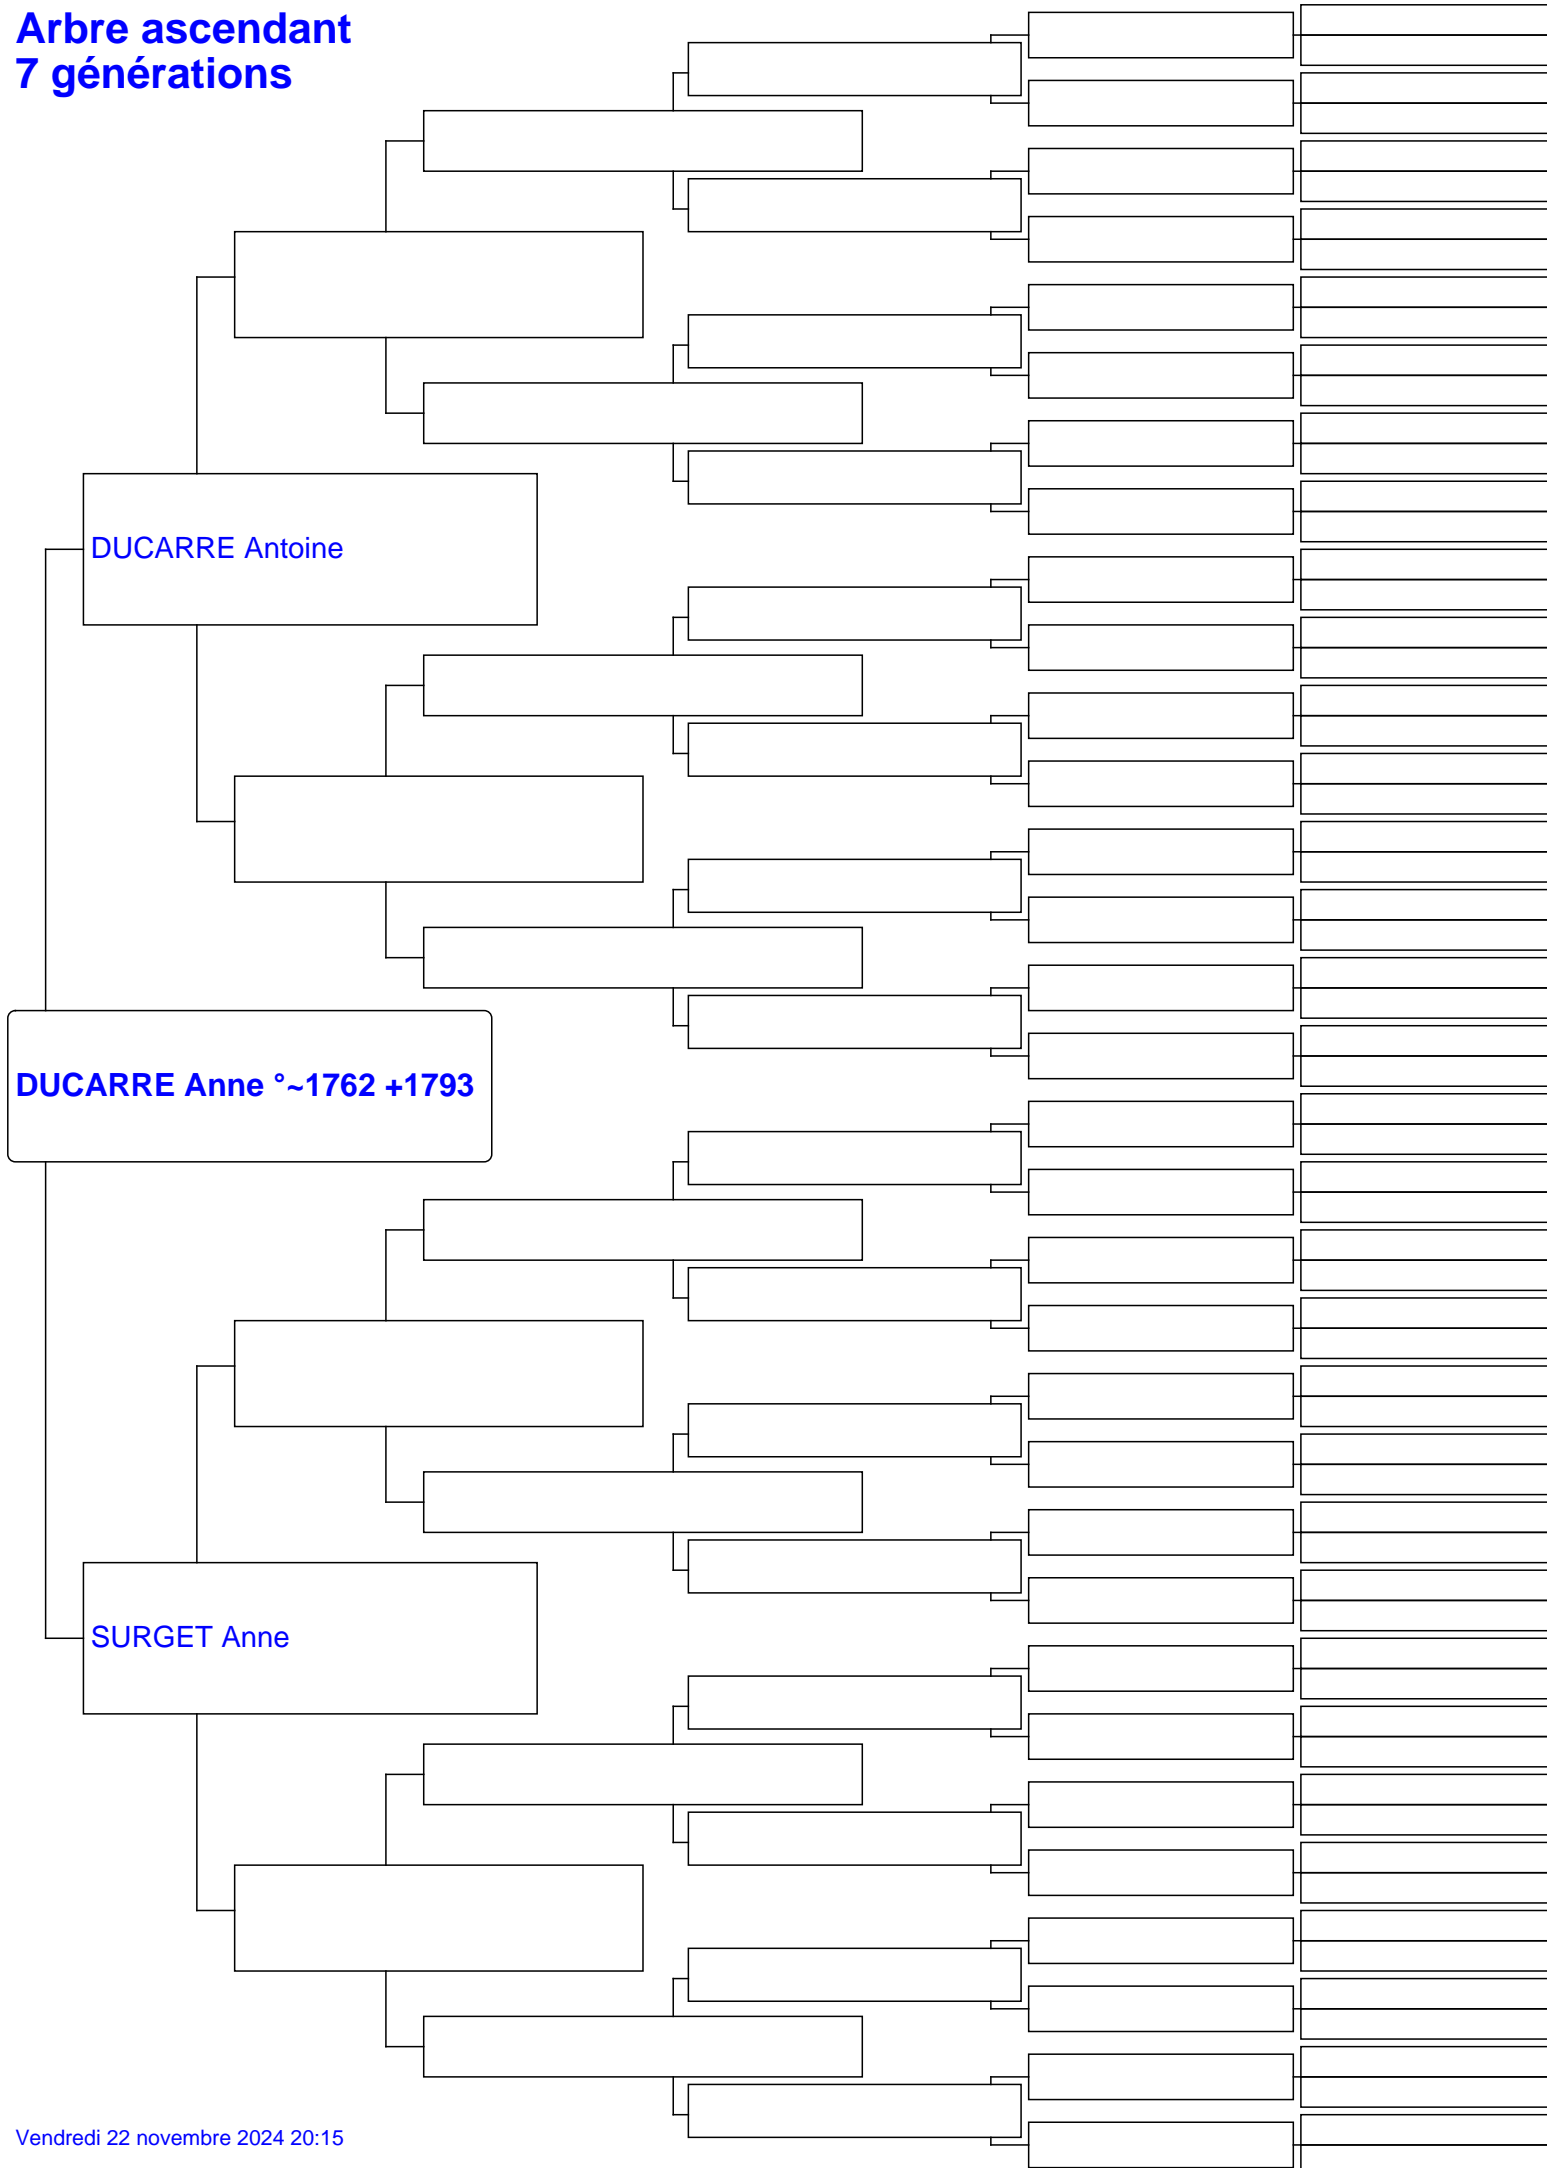 Arbre ascendant
7 générations
DUCARRE Antoine
DUCARRE Anne °~1762 +1793
SURGET Anne
Vendredi 22 novembre 2024 20:15